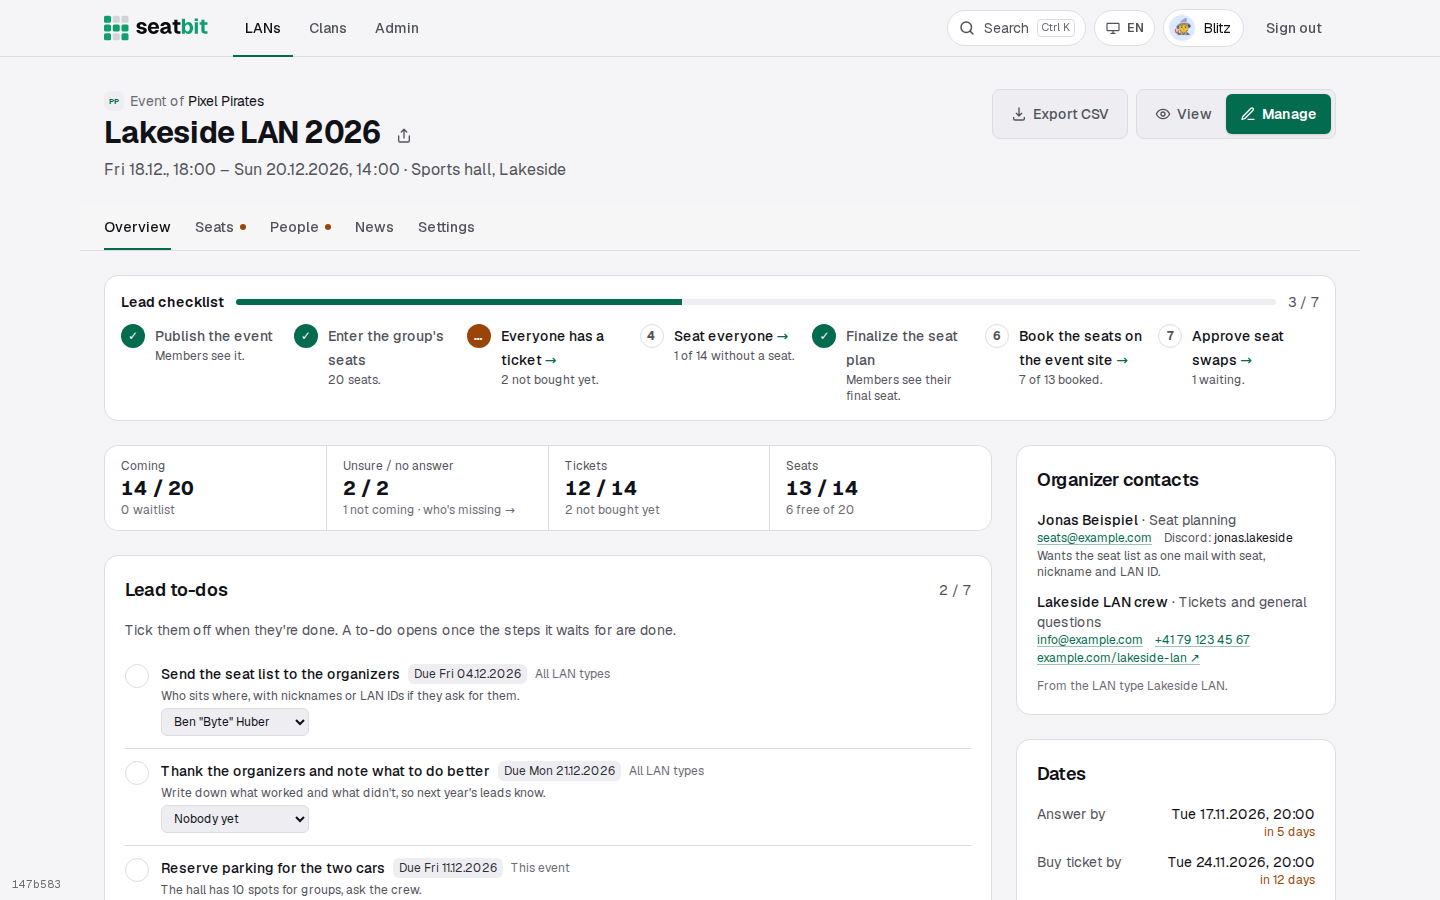 seatbit
LANs
Clans
Admin
Search
Ctrl K
EN
Blitz
Sign out
PP
Event of Pixel Pirates
Lakeside LAN 2026
Fri 18.12., 18:00 – Sun 20.12.2026, 14:00 · Sports hall, Lakeside
Export CSV
View
Manage
Overview
Seats
People
News
Settings
Lead checklist
3 / 7
✓
Publish the event
Members see it.
✓
Enter the group's
seats
20 seats.
…
Everyone has a
ticket →
2 not bought yet.
4
Seat everyone →
1 of 14 without a seat.
✓
Finalize the seat
plan
Members see their
final seat.
6
Book the seats on
the event site →
7 of 13 booked.
7
Approve seat
swaps →
1 waiting.
Coming
14 / 20
0 waitlist
Unsure / no answer
2 / 2
1 not coming · who's missing →
Tickets
12 / 14
2 not bought yet
Seats
13 / 14
6 free of 20
Lead to-dos
2 / 7
Tick them off when they're done. A to-do opens once the steps it waits for are done.
Send the seat list to the organizers Due Fri 04.12.2026 All LAN types
Who sits where, with nicknames or LAN IDs if they ask for them.
Ben "Byte" Huber
Thank the organizers and note what to do better Due Mon 21.12.2026 All LAN types
Write down what worked and what didn't, so next year's leads know.
Nobody yet
Reserve parking for the two cars Due Fri 11.12.2026 This event
The hall has 10 spots for groups, ask the crew.
Organizer contacts
Jonas Beispiel · Seat planning
seats@example.com Discord: jonas.lakeside
Wants the seat list as one mail with seat,
nickname and LAN ID.
Lakeside LAN crew · Tickets and general
questions
info@example.com +41 79 123 45 67
example.com/lakeside-lan ↗
From the LAN type Lakeside LAN.
Dates
Answer by
Tue 17.11.2026, 20:00
in 5 days
Buy ticket by
Tue 24.11.2026, 20:00
in 12 days
147b583